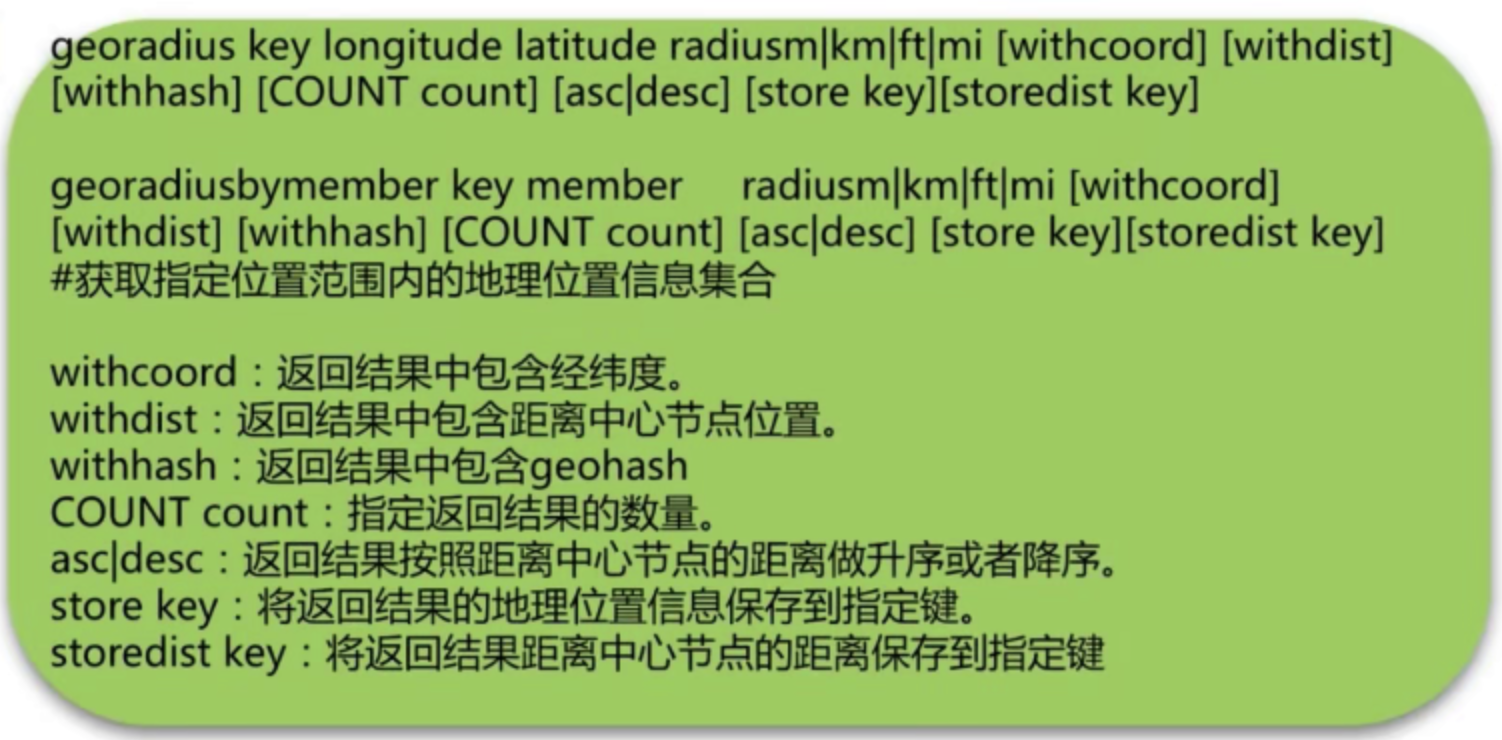 georadius key longitude latitude radiusm|km|ft|mi [withcoord] [withdist]
[withhash] [COUNT count] [asc|desc] [store key][storedist key]
georadiusbymember key member radiusm|km|ft|mi [withcoord]
[withdist] [withhash] [COUNT count] [asc|desc] [store key][storedist key]
#获取指定位置范围内的地理位置信息集合
withcoord：返回结果中包含经纬度。
withdist：返回结果中包含距离中心节点位置。
withhash：返回结果中包含geohash
COUNT count：指定返回结果的数量。
asc|desc：返回结果按照距离中心节点的距离做升序或者降序。
store key：将返回结果的地理位置信息保存到指定键。
storedist key：将返回结果距离中心节点的距离保存到指定键